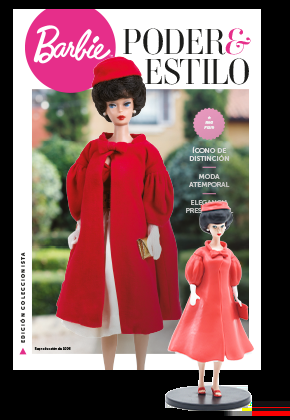 Barbie
PODER&
ESTILO
ÍCONO DE
DISTINCIÓN
MODA
ATEMPORAL
EDICIÓN COLECCIONISTA